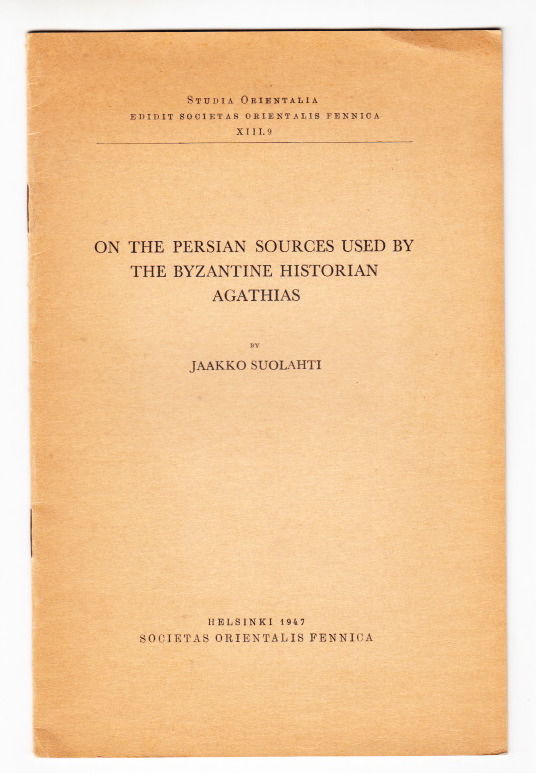 STUDIA ORIENTALIA
EDIDIT SOCIETAS ORIENTALIS FENNICA
XIII.9
ON THE PERSIAN SOURCES USED BY
THE BYZANTINE HISTORIAN
AGATHIAS
BY
JAAKKO SUOLAHTI
HELSINKI 1947
SOCIETAS ORIENTALIS FENNICA